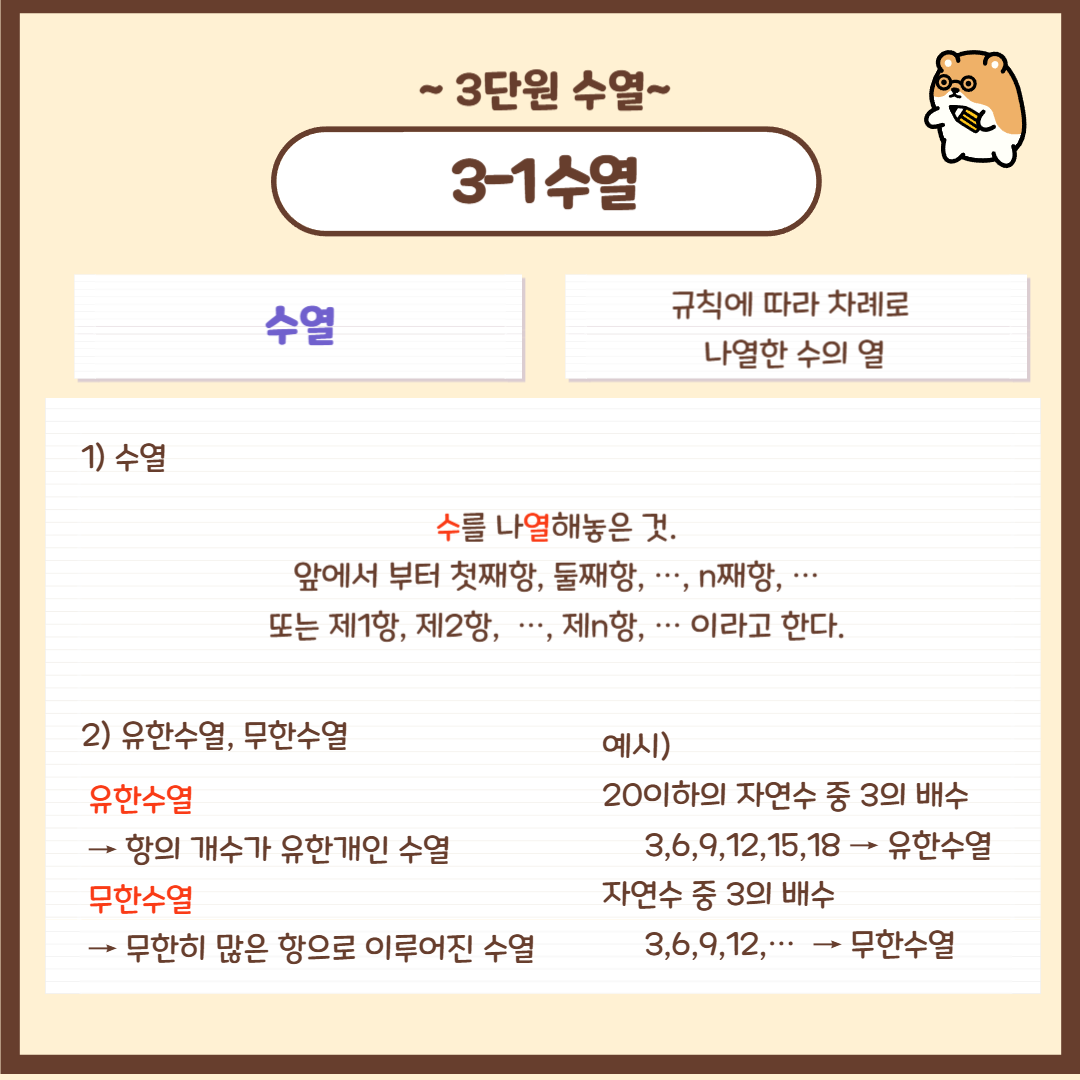 ~ 3단원 수열~
3-1 수열
수열
규칙에 따라 차례로
나열한 수의 열
1) 수열
수를 나열해놓은 것.
앞에서 부터 첫째항, 둘째항, ⋯, n째항, ⋯
또는 제1항, 제2항, ⋯, 제n항, ⋯ 이라고 한다.
2) 유한수열, 무한수열
유한수열
→ 항의 개수가 유한개인 수열
무한수열
→ 무한히 많은 항으로 이루어진 수열
예시)
20이하의 자연수 중 3의 배수
3,6,9,12,15,18 → 유한수열
자연수 중 3의 배수
3,6,9,12,⋯ → 무한수열